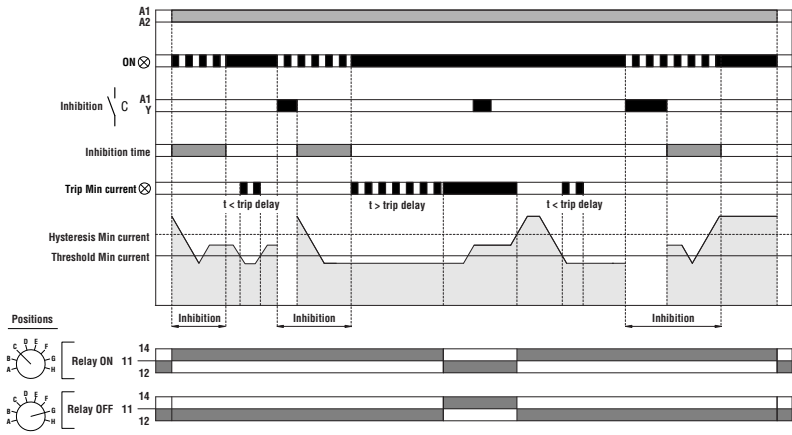 A1
A2
ON
Inhibition C A1
Y
Inhibition time
Trip Min current
t < trip delay t > trip delay t < trip delay
Hysteresis Min current
Threshold Min current
Inhibition Inhibition Inhibition
Positions
A B C D E F G H
Relay ON 11 14
12
A B C D E F G H
Relay OFF 11 14
12